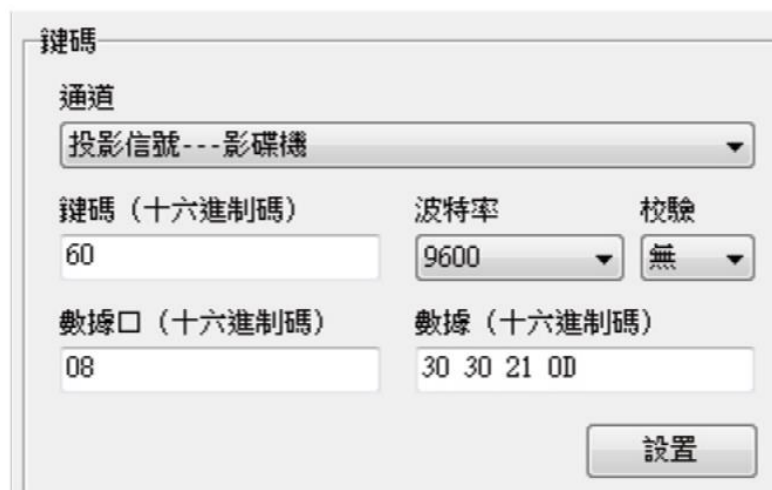 鍵碼
通道
投影信號---影碟機
鍵碼（十六進制碼） 波特率 校驗
60 9600 無
數據口（十六進制碼） 數據（十六進制碼）
08 30 30 21 0D
設置